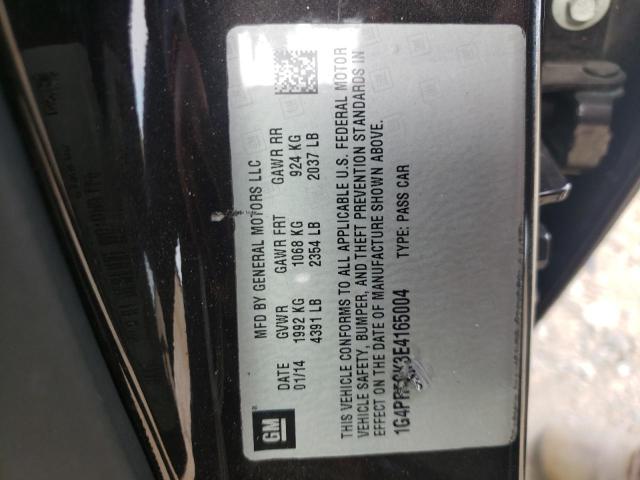 MFD BY GENERAL MOTORS LLC
DATE GVWR GAWR FRT GAWR RR
01/14 1992 KG 1068 KG 924 KG
4391 LB 2354 LB 2037 LB
THIS VEHICLE CONFORMS TO ALL APPLICABLE U.S. FEDERAL MOTOR
VEHICLE SAFETY, BUMPER, AND THEFT PREVENTION STANDARDS IN
EFFECT ON THE DATE OF MANUFACTURE SHOWN ABOVE.
TYPE: PASS CAR
GM